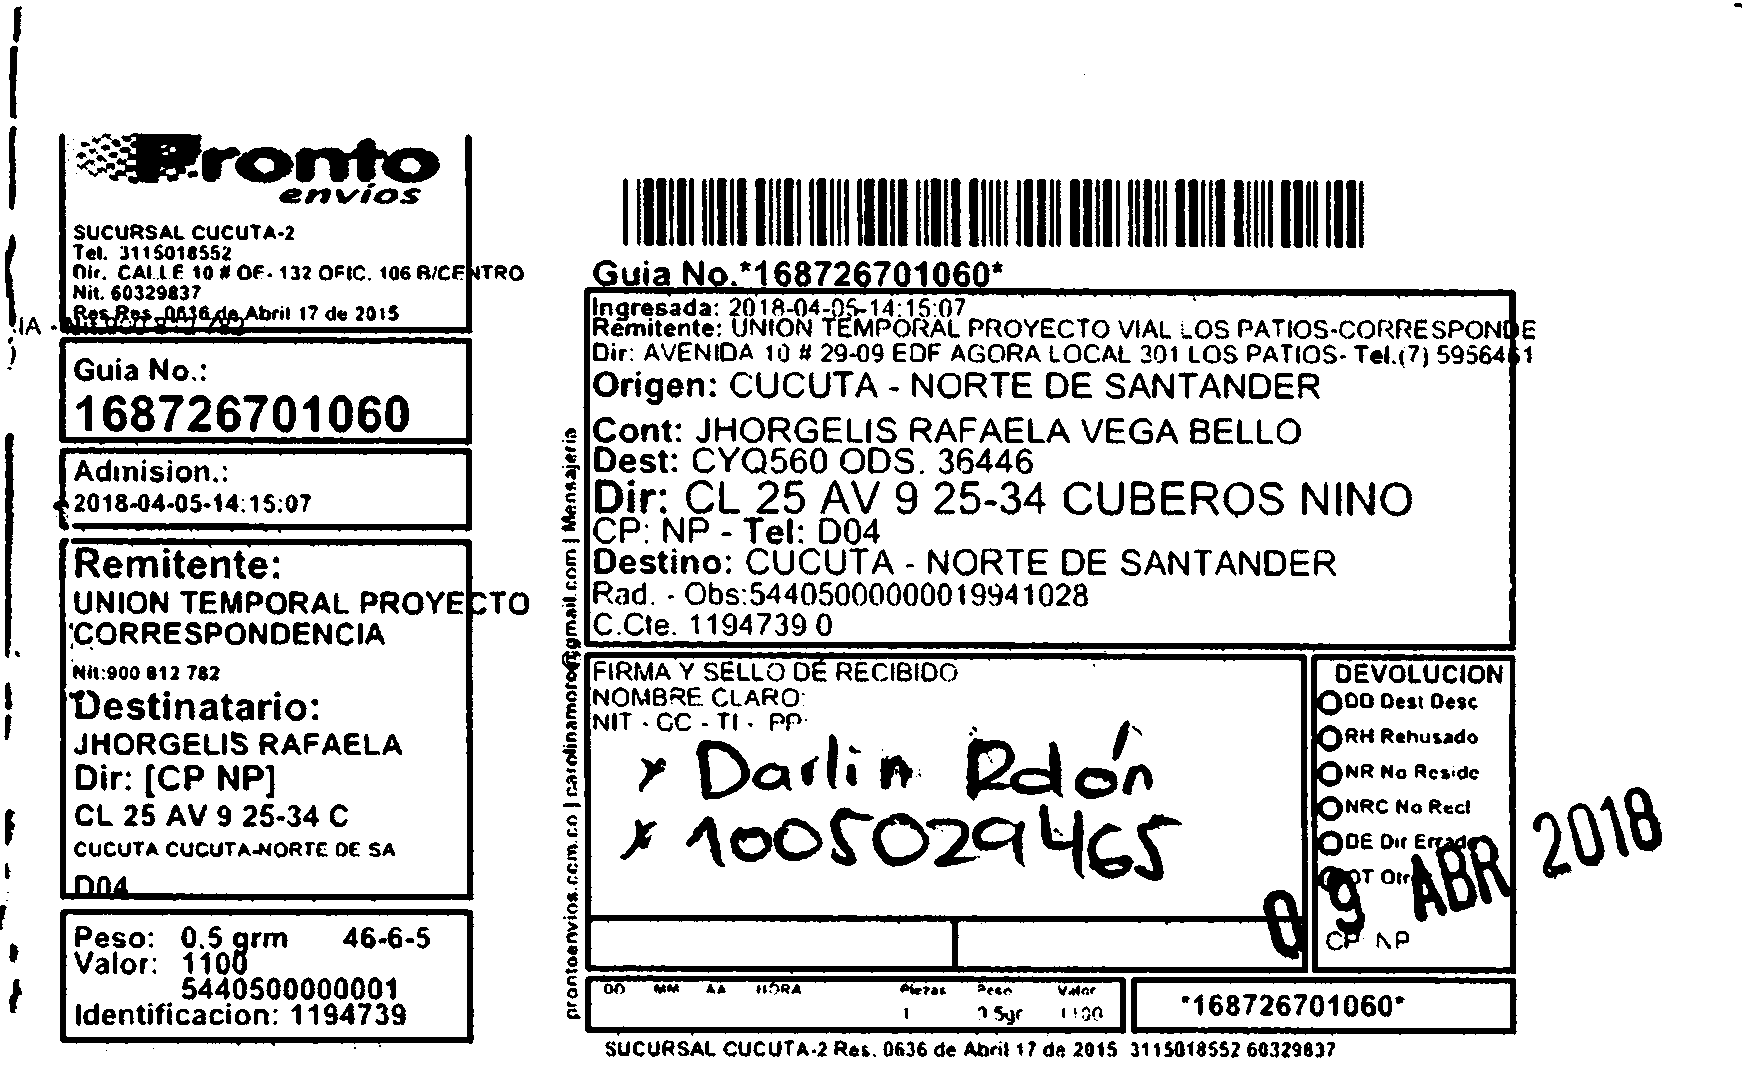 Pronto
envíos
SUCURSAL CUCUTA-2
Tel. 3115018552
Dir. CALLE 10 # OE- 132 OFIC. 106 B/CENTRO
Nit. 60329837
Res.Res. 0636 de Abril 17 de 2015
Guia No.:
168726701060
Admision.:
2018-04-05-14:15:07
Remitente:
UNION TEMPORAL PROYECTO
CORRESPONDENCIA
Nit:900 812 782
Destinatario:
JHORGELIS RAFAELA
Dir: [CP NP]
CL 25 AV 9 25-34 C
CUCUTA CUCUTA-NORTE DE SA
D04
Peso: 0.5 grm 46-6-5
Valor: 1100
5440500000001
Identificacion: 1194739
prontoenvios.com.co | carolinamoro@gmail.com | Mensajeria
Guia No.*168726701060*
Ingresada: 2018-04-05-14:15:07
Remitente: UNION TEMPORAL PROYECTO VIAL LOS PATIOS-CORRESPONDE
Dir: AVENIDA 10 # 29-09 EDF AGORA LOCAL 301 LOS PATIOS- Tel.(7) 5956461
Origen: CUCUTA - NORTE DE SANTANDER
Cont: JHORGELIS RAFAELA VEGA BELLO
Dest: CYQ560 ODS. 36446
Dir: CL 25 AV 9 25-34 CUBEROS NINO
CP: NP - Tel: D04
Destino: CUCUTA - NORTE DE SANTANDER
Rad. - Obs:54405000000019941028
C.Cte. 1194739 0
FIRMA Y SELLO DE RECIBIDO
NOMBRE CLARO:
NIT - CC - TI - PP:
x Darlin
x 1005029465
DEVOLUCION
DD Dest Desc
RH Rehusado
NR No Reside
NRC No Recl
DE Dir Errada
OT Otr
CP NP
09 ABR 2018
DD MM AA HORA Piezas Peso Valor
1 0.5gr 1100
*168726701060*
SUCURSAL CUCUTA-2 Res. 0636 de Abril 17 de 2015 3115018552 60329837